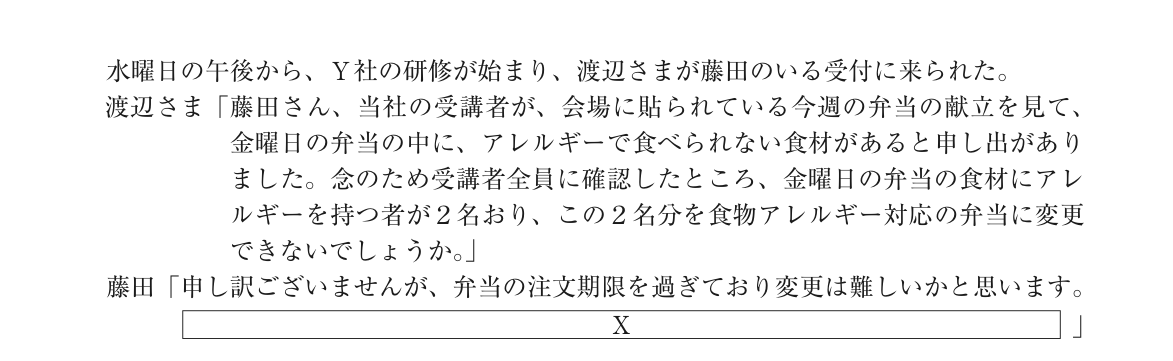 水曜日の午後から、Ｙ社の研修が始まり、渡辺さまが藤田のいる受付に来られた。
渡辺さま「藤田さん、当社の受講者が、会場に貼られている今週の弁当の献立を見て、
金曜日の弁当の中に、アレルギーで食べられない食材があると申し出があり
ました。念のため受講者全員に確認したところ、金曜日の弁当の食材にアレ
ルギーを持つ者が２名おり、この２名分を食物アレルギー対応の弁当に変更
できないでしょうか。」
藤田「申し訳ございませんが、弁当の注文期限を過ぎており変更は難しいかと思います。
Ｘ」